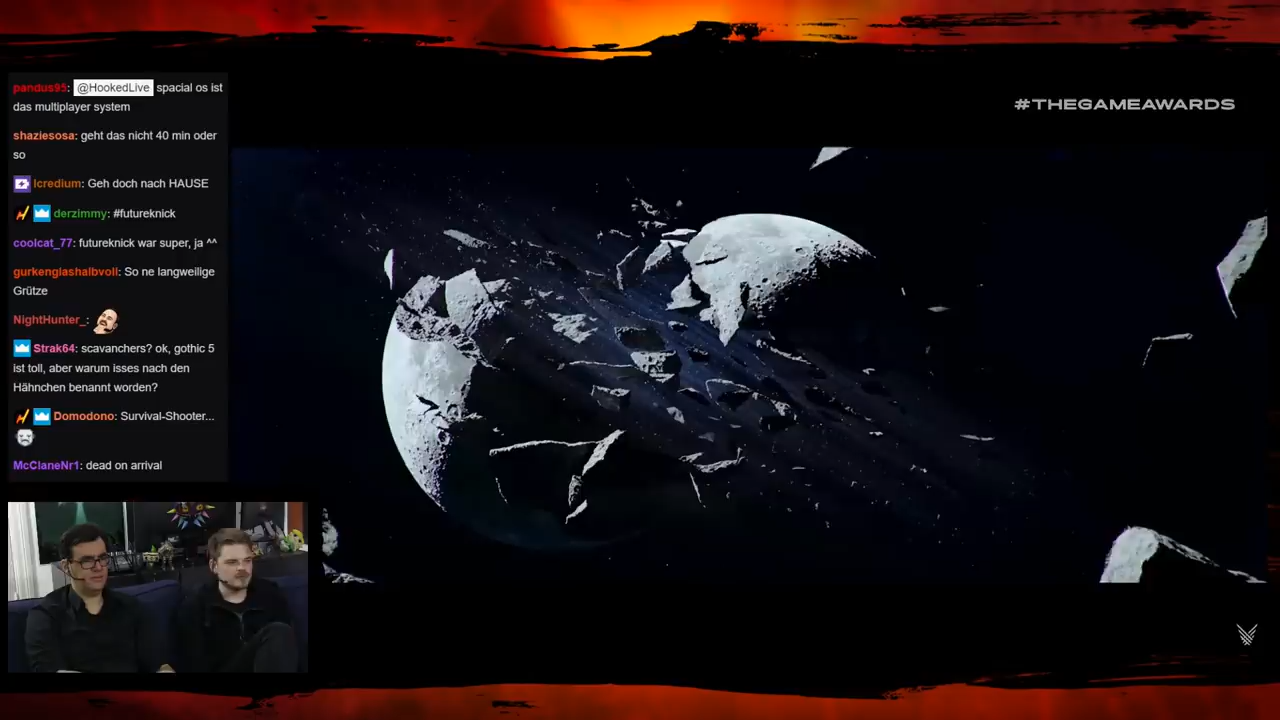 #THEGAMEAWARDS
pandus95: @HookedLive spacial os ist
das multiplayer system
shaziesosa: geht das nicht 40 min oder
so
Icredium: Geh doch nach HAUSE
derzimmy: #futureknick
coolcat_77: futureknick war super, ja ^^
gurkenglashalbvoll: So ne langweilige
Grütze
NightHunter_:
Strak64: scavanchers? ok, gothic 5
ist toll, aber warum isses nach den
Hähnchen benannt worden?
Domodono: Survival-Shooter...
McClaneNr1: dead on arrival